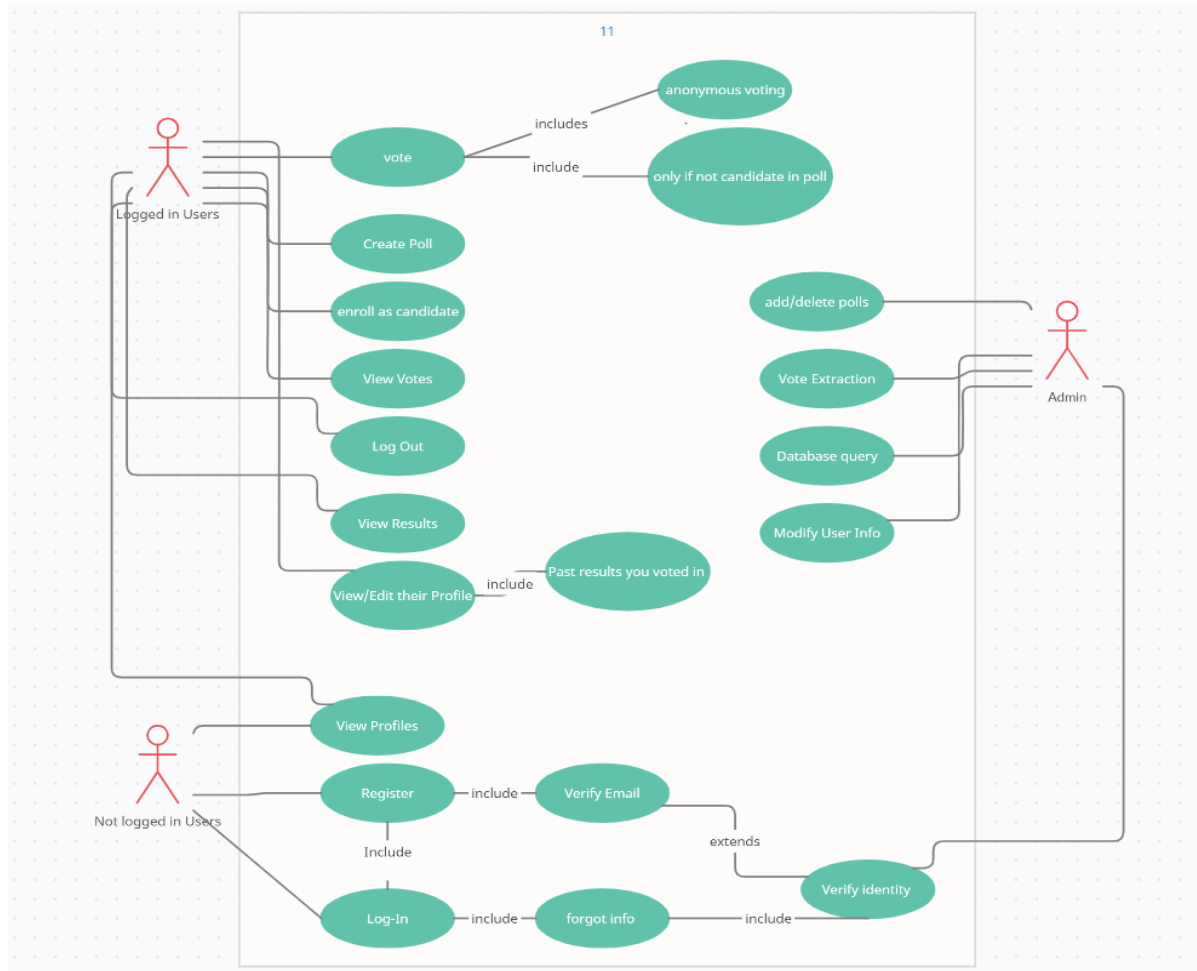 11
anonymous voting
includes
vote
include
only if not candidate in poll
Logged in Users
Create Poll
add/delete polls
enroll as candidate
View Votes
Vote Extraction
Admin
Log Out
Database query
View Results
Modify User Info
Past results you voted in
include
View/Edit their Profile
View Profiles
Not logged in Users
Register
include
Verify Email
extends
Include
Verify identity
Log-In
include
forgot info
include